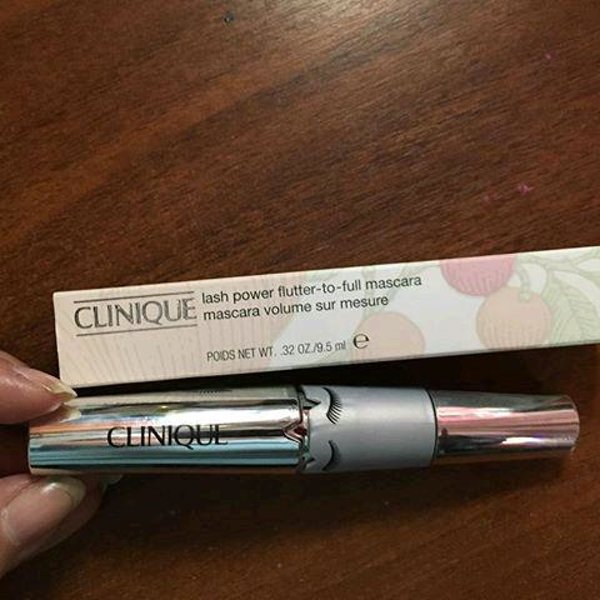 CLINIQUE
lash power flutter-to-full mascara
mascara volume sur mesure
POIDS NET WT. .32 OZ./9.5 ml e
CLINIQUE